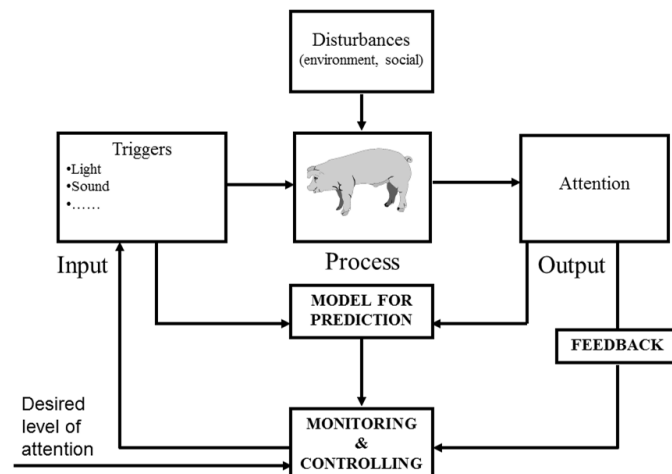 Disturbances
(environment, social)
Triggers
•Light
•Sound
•……
Attention
Input
Process
Output
MODEL FOR
PREDICTION
FEEDBACK
Desired
level of
attention
MONITORING
&
CONTROLLING